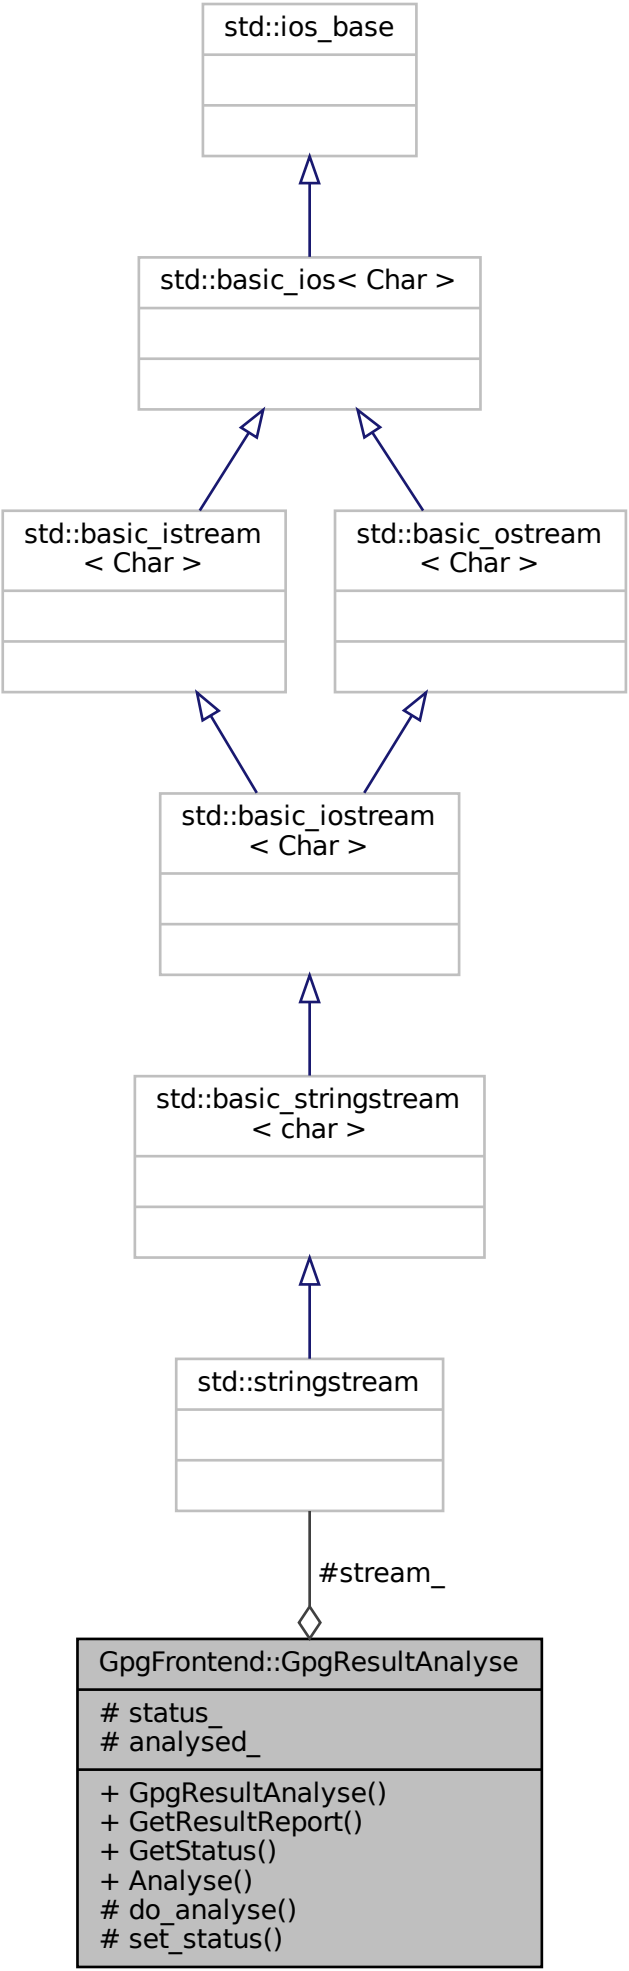 std::ios_base
std::basic_ios< Char >
std::basic_istream
< Char >
std::basic_ostream
< Char >
std::basic_iostream
< Char >
std::basic_stringstream
< char >
std::stringstream
#stream_
GpgFrontend::GpgResultAnalyse
# status_
# analysed_
+ GpgResultAnalyse()
+ GetResultReport()
+ GetStatus()
+ Analyse()
# do_analyse()
# set_status()